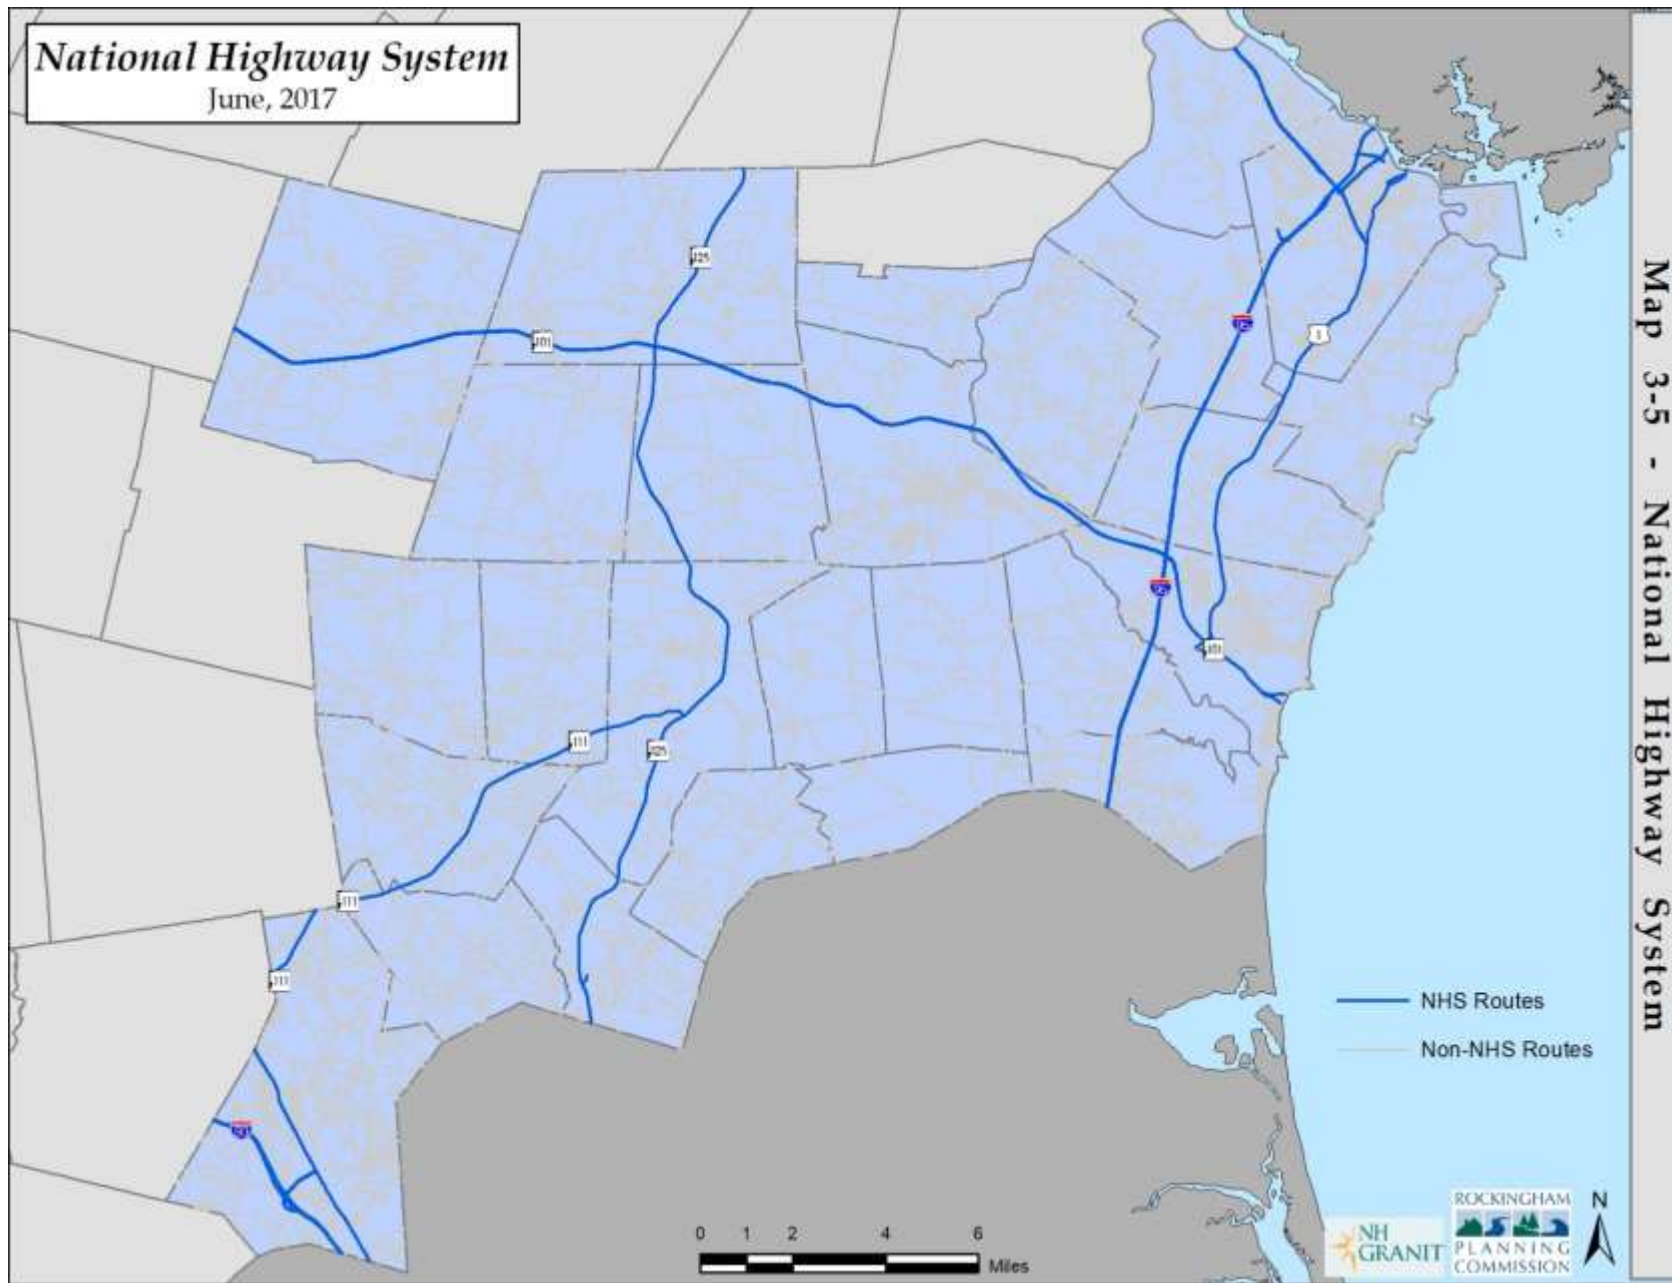 National Highway System
June, 2017
125
101
95
1
95
101
111
125
111
111
93
NHS Routes
Non-NHS Routes
0 1 2 4 6
Miles
NH
GRANIT
ROCKINGHAM
PLANNING
COMMISSION
N
Map 3-5 - National Highway System